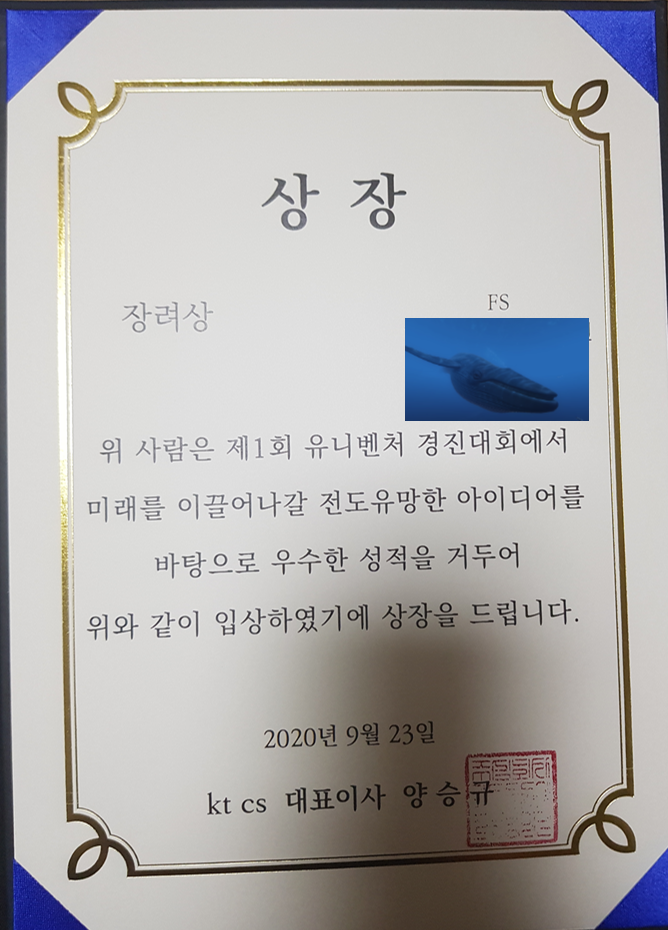 상 장
장려상
FS
위 사람은 제1회 유니벤처 경진대회에서
미래를 이끌어나갈 전도유망한 아이디어를
바탕으로 우수한 성적을 거두어
위와 같이 입상하였기에 상장을 드립니다.
2020년 9월 23일
kt cs 대표이사 양승규